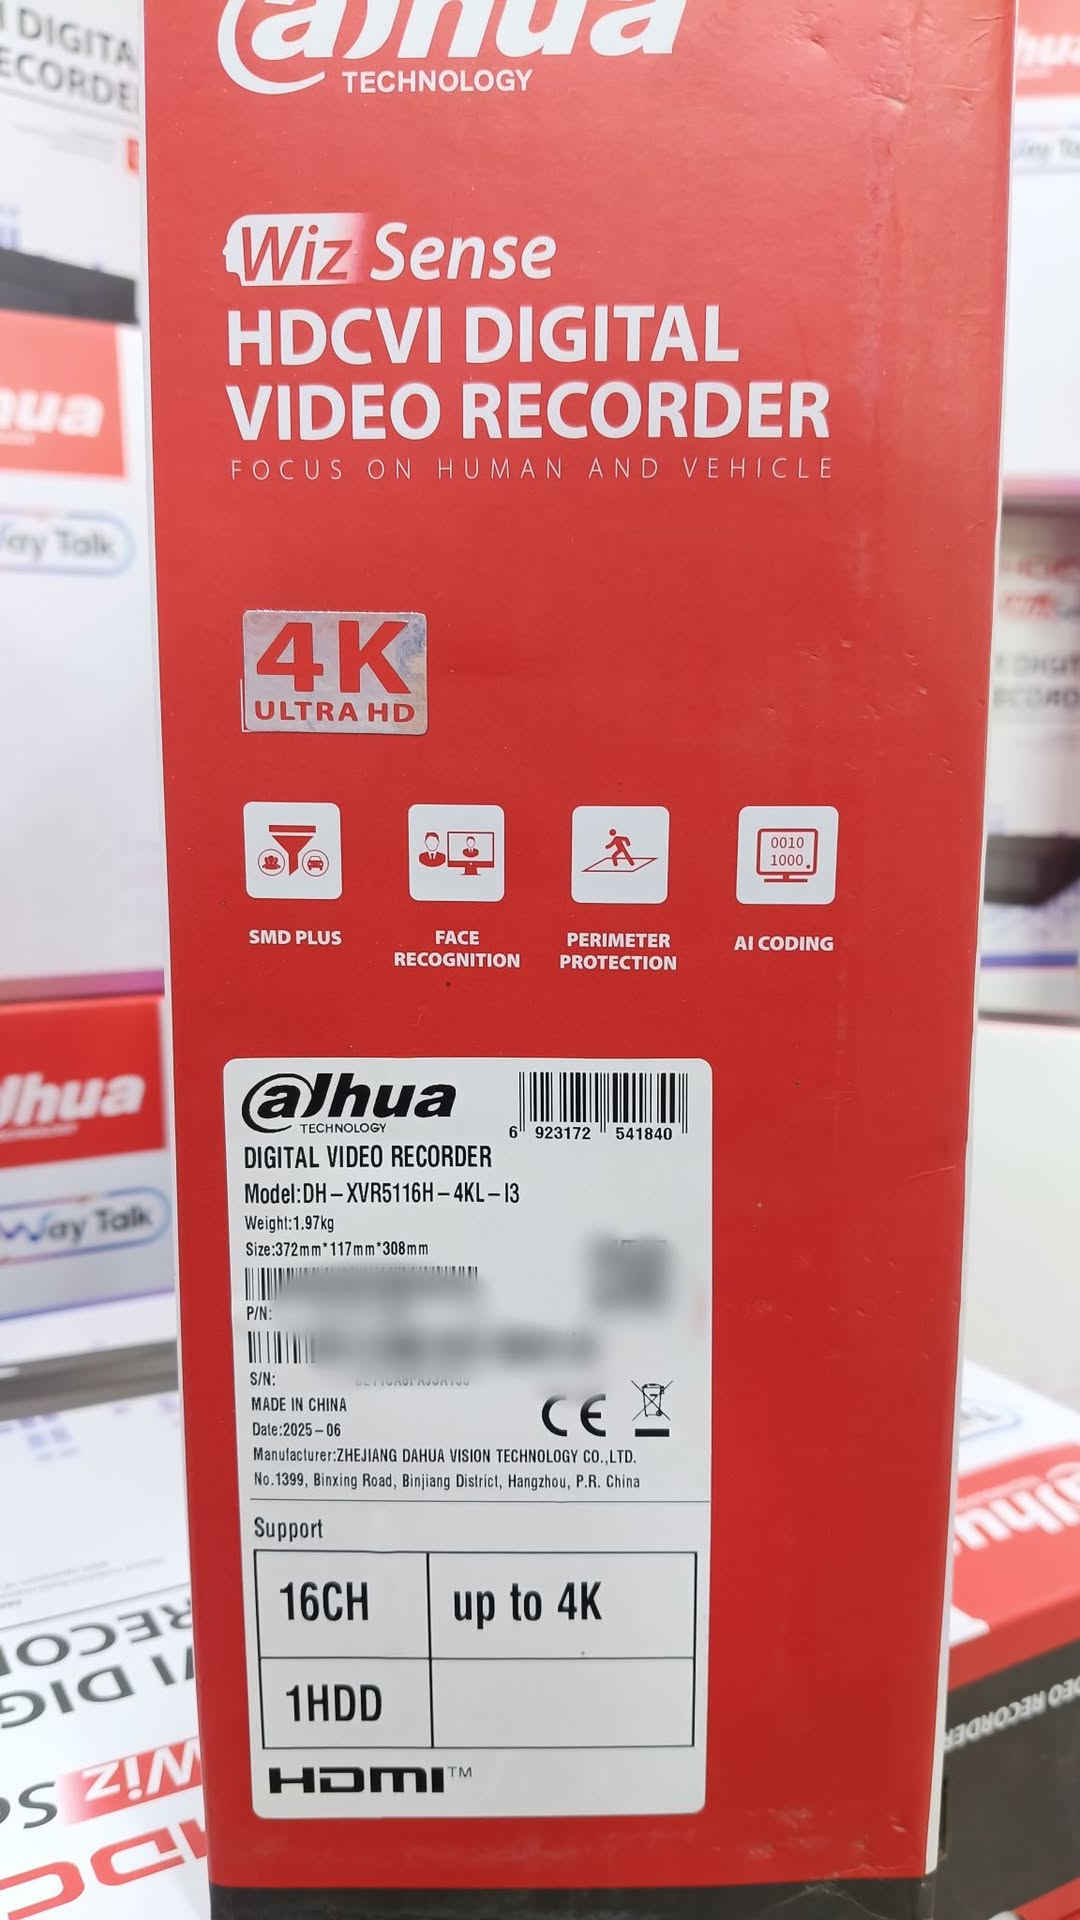 alhua
TECHNOLOGY
Wiz Sense
HDCVI DIGITAL
VIDEO RECORDER
FOCUS ON HUMAN AND VEHICLE
4K
ULTRA HD
0010
1000
SMD PLUS
FACE
RECOGNITION
PERIMETER
PROTECTION
AI CODING
alhua
TECHNOLOGY
6 923172 541840
DIGITAL VIDEO RECORDER
Model:DH-XVR5116H-4KL-I3
Weight:1.97kg
Size:372mm*117mm*308mm
P/N:
S/N:
MADE IN CHINA
Date:2025-06
CE
Manufacturer:ZHEJIANG DAHUA VISION TECHNOLOGY CO.,LTD.
No.1399, Binxing Road, Binjiang District, Hangzhou, P.R. China
Support
16CH
up to 4K
1HDD
HDMI™